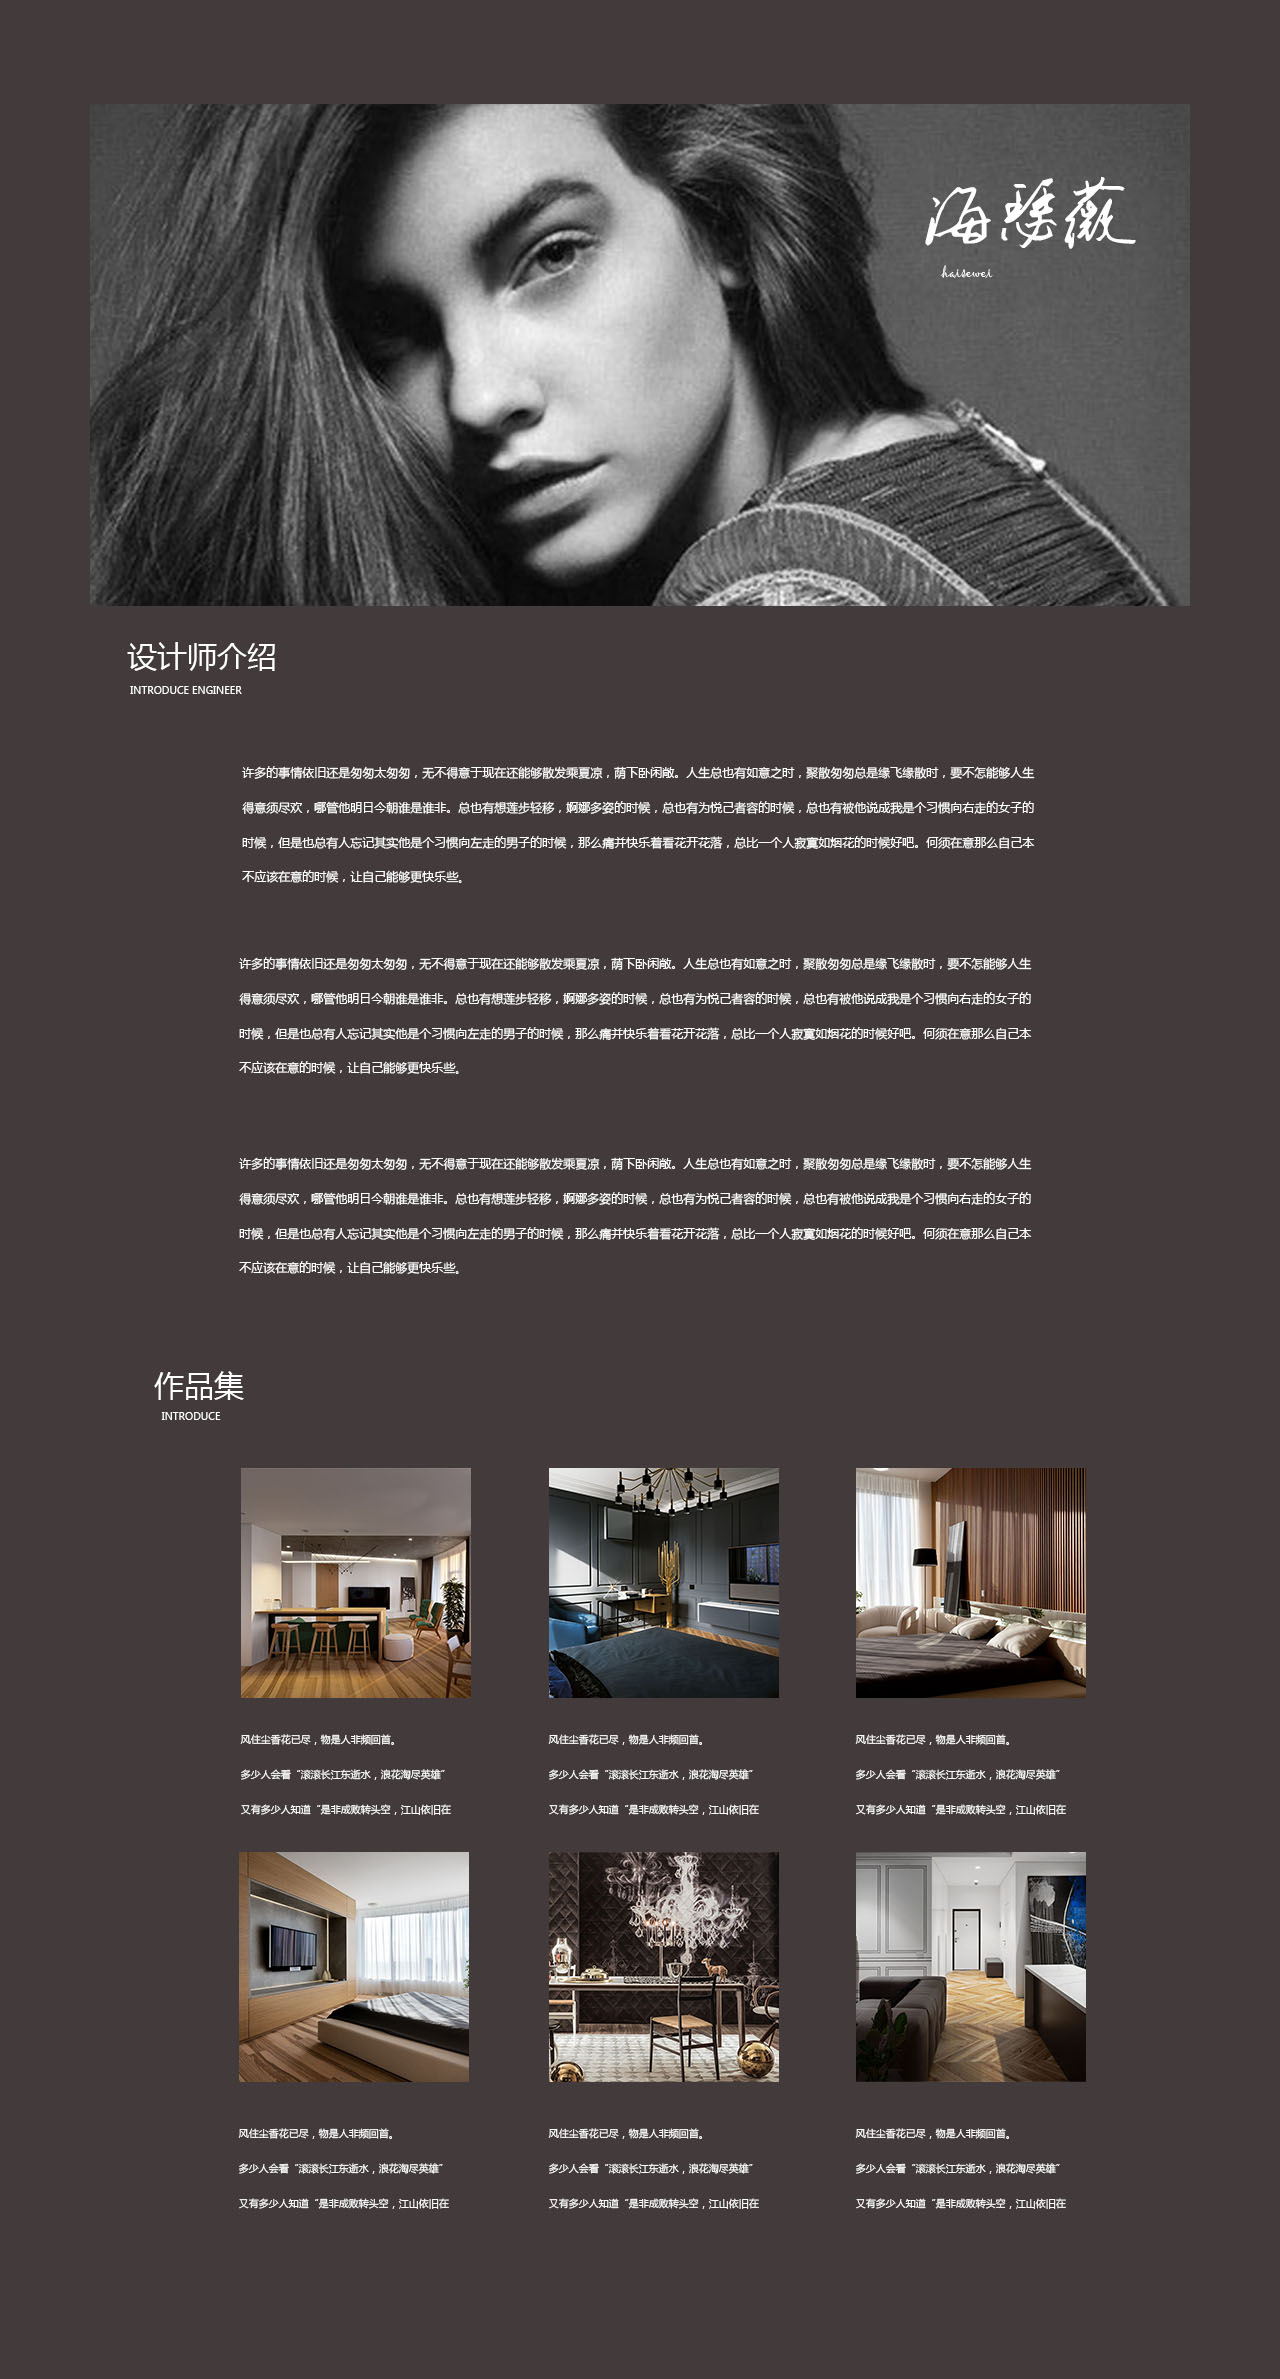 海瑟薇
haisewei
设计师介绍
INTRODUCE ENGINEER
许多的事情依旧还是匆匆太匆匆，无不得意于现在还能够散发乘夏凉，荫下卧闲敞。人生总也有如意之时，聚散匆匆总是缘飞缘散时，要不怎能够人生
得意须尽欢，哪管他明日今朝谁是谁非。总也有想莲步轻移，婀娜多姿的时候，总也有为悦己者容的时候，总也有被他说成我是个习惯向右走的女子的
时候，但是也总有人忘记其实他是个习惯向左走的男子的时候，那么痛并快乐着看花开花落，总比一个人寂寞如烟花的时候好吧。何须在意那么自己本
不应该在意的时候，让自己能够更快乐些。
许多的事情依旧还是匆匆太匆匆，无不得意于现在还能够散发乘夏凉，荫下卧闲敞。人生总也有如意之时，聚散匆匆总是缘飞缘散时，要不怎能够人生
得意须尽欢，哪管他明日今朝谁是谁非。总也有想莲步轻移，婀娜多姿的时候，总也有为悦己者容的时候，总也有被他说成我是个习惯向右走的女子的
时候，但是也总有人忘记其实他是个习惯向左走的男子的时候，那么痛并快乐着看花开花落，总比一个人寂寞如烟花的时候好吧。何须在意那么自己本
不应该在意的时候，让自己能够更快乐些。
许多的事情依旧还是匆匆太匆匆，无不得意于现在还能够散发乘夏凉，荫下卧闲敞。人生总也有如意之时，聚散匆匆总是缘飞缘散时，要不怎能够人生
得意须尽欢，哪管他明日今朝谁是谁非。总也有想莲步轻移，婀娜多姿的时候，总也有为悦己者容的时候，总也有被他说成我是个习惯向右走的女子的
时候，但是也总有人忘记其实他是个习惯向左走的男子的时候，那么痛并快乐着看花开花落，总比一个人寂寞如烟花的时候好吧。何须在意那么自己本
不应该在意的时候，让自己能够更快乐些。
作品集
INTRODUCE
风住尘香花已尽，物是人非频回首。
多少人会看“滚滚长江东逝水，浪花淘尽英雄”
又有多少人知道“是非成败转头空，江山依旧在
风住尘香花已尽，物是人非频回首。
多少人会看“滚滚长江东逝水，浪花淘尽英雄”
又有多少人知道“是非成败转头空，江山依旧在
风住尘香花已尽，物是人非频回首。
多少人会看“滚滚长江东逝水，浪花淘尽英雄”
又有多少人知道“是非成败转头空，江山依旧在
风住尘香花已尽，物是人非频回首。
多少人会看“滚滚长江东逝水，浪花淘尽英雄”
又有多少人知道“是非成败转头空，江山依旧在
风住尘香花已尽，物是人非频回首。
多少人会看“滚滚长江东逝水，浪花淘尽英雄”
又有多少人知道“是非成败转头空，江山依旧在
风住尘香花已尽，物是人非频回首。
多少人会看“滚滚长江东逝水，浪花淘尽英雄”
又有多少人知道“是非成败转头空，江山依旧在